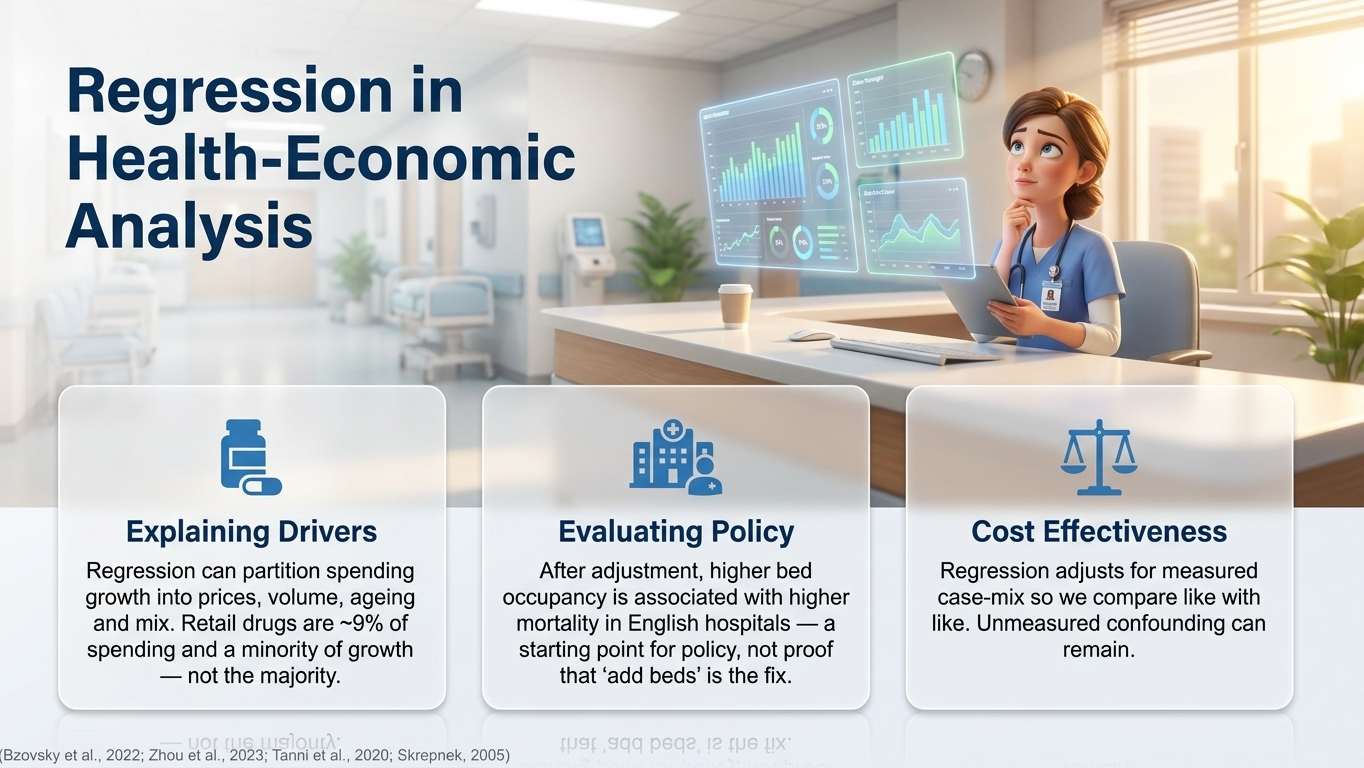 Regression in
Health-Economic
Analysis
Explaining Drivers
Regression can partition spending
growth into prices, volume, ageing
and mix. Retail drugs are ~9% of
spending and a minority of growth
— not the majority.
Evaluating Policy
After adjustment, higher bed
occupancy is associated with higher
mortality in English hospitals — a
starting point for policy, not proof
that ‘add beds’ is the fix.
Cost Effectiveness
Regression adjusts for measured
case-mix so we compare like with
like. Unmeasured confounding can
remain.
(Bzovsky et al., 2022; Zhou et al., 2023; Tanni et al., 2020; Skrepnek, 2005)